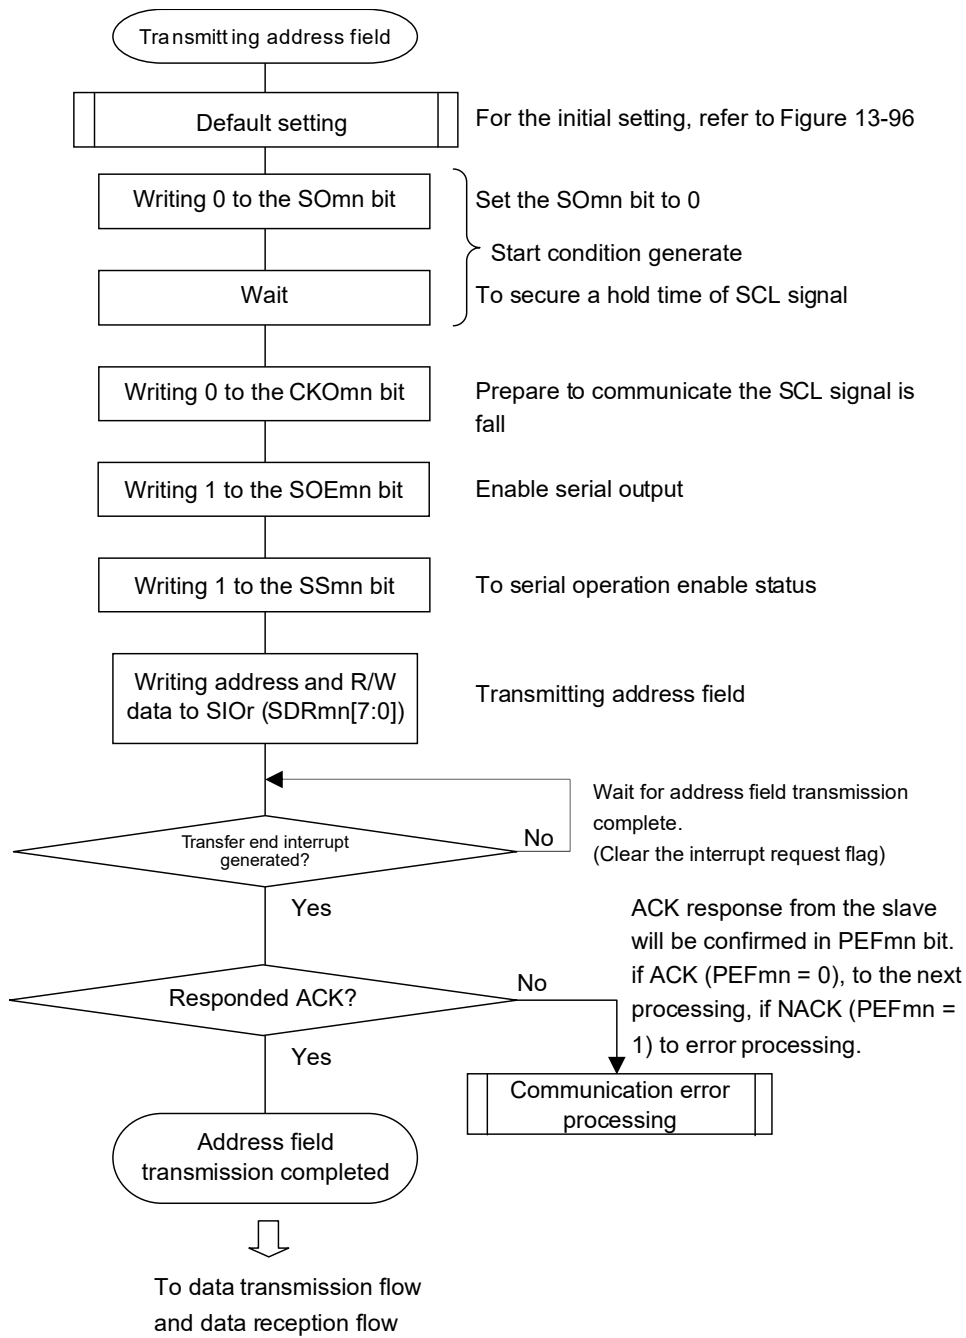 Transmitting address field
Default setting
For the initial setting, refer to Figure 13-96
Writing 0 to the SOmn bit
Set the SOmn bit to 0
Start condition generate
Wait
To secure a hold time of SCL signal
Writing 0 to the CKOmn bit
Prepare to communicate the SCL signal is
fall
Writing 1 to the SOEmn bit
Enable serial output
Writing 1 to the SSmn bit
To serial operation enable status
Writing address and R/W
data to SIOr (SDRmn[7:0])
Transmitting address field
Wait for address field transmission
complete.
(Clear the interrupt request flag)
Transfer end interrupt
generated?
No
Yes
ACK response from the slave
will be confirmed in PEFmn bit.
if ACK (PEFmn = 0), to the next
processing, if NACK (PEFmn =
1) to error processing.
Responded ACK?
No
Yes
Communication error
processing
Address field
transmission completed
To data transmission flow
and data reception flow